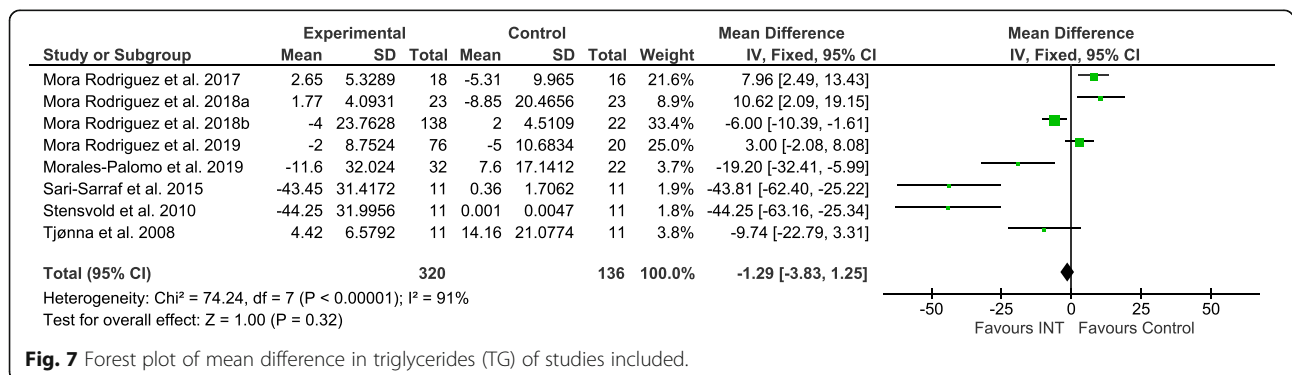 Experimental Control Mean Difference Mean Difference
Study or Subgroup Mean SD Total Mean SD Total Weight IV, Fixed, 95% CI IV, Fixed, 95% CI
Mora Rodriguez et al. 2017 2.65 5.3289 18 -5.31 9.965 16 21.6% 7.96 [2.49, 13.43]
Mora Rodriguez et al. 2018a 1.77 4.0931 23 -8.85 20.4656 23 8.9% 10.62 [2.09, 19.15]
Mora Rodriguez et al. 2018b -4 23.7628 138 2 4.5109 22 33.4% -6.00 [-10.39, -1.61]
Mora Rodriguez et al. 2019 -2 8.7524 76 -5 10.6834 20 25.0% 3.00 [-2.08, 8.08]
Morales-Palomo et al. 2019 -11.6 32.024 32 7.6 17.1412 22 3.7% -19.20 [-32.41, -5.99]
Sari-Sarraf et al. 2015 -43.45 31.4172 11 0.36 1.7062 11 1.9% -43.81 [-62.40, -25.22]
Stensvold et al. 2010 -44.25 31.9956 11 0.001 0.0047 11 1.8% -44.25 [-63.16, -25.34]
Tjønna et al. 2008 4.42 6.5792 11 14.16 21.0774 11 3.8% -9.74 [-22.79, 3.31]
Total (95% CI) 320 136 100.0% -1.29 [-3.83, 1.25]
Heterogeneity: Chi² = 74.24, df = 7 (P < 0.00001); I² = 91%
Test for overall effect: Z = 1.00 (P = 0.32)
-50 -25 0 25 50
Favours INT Favours Control
Fig. 7 Forest plot of mean difference in triglycerides (TG) of studies included.